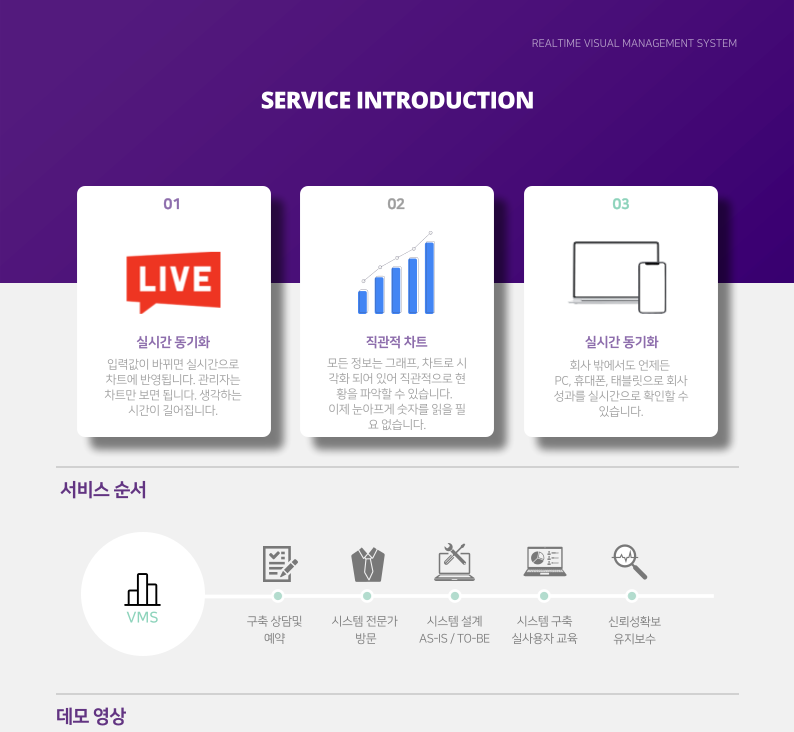 REALTIME VISUAL MANAGEMENT SYSTEM
SERVICE INTRODUCTION
01
LIVE
실시간 동기화
입력값이 바뀌면 실시간으로
차트에 반영됩니다. 관리자는
차트만 보면 됩니다. 생각하는
시간이 길어집니다.
02
직관적 차트
모든 정보는 그래프, 차트로 시
각화 되어 있어 직관적으로 현
황을 파악할 수 있습니다.
이제 눈아프게 숫자를 읽을 필
요 없습니다.
03
실시간 동기화
회사 밖에서도 언제든
PC, 휴대폰, 태블릿으로 회사
성과를 실시간으로 확인할 수
있습니다.
서비스 순서
VMS
구축 상담및
예약
시스템 전문가
방문
시스템 설계
AS-IS / TO-BE
시스템 구축
실사용자 교육
신뢰성확보
유지보수
데모 영상